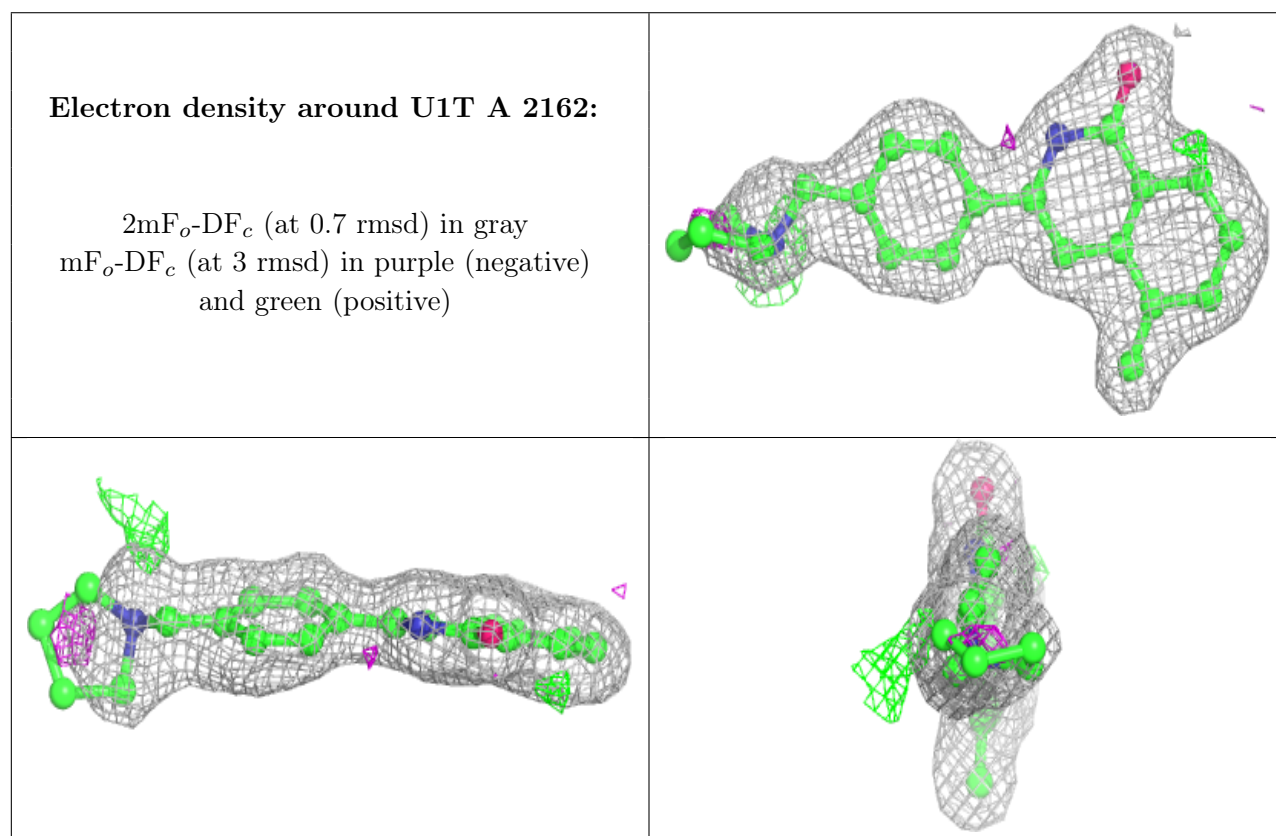 Electron density around U1T A 2162:
2mFo-DFc (at 0.7 rmsd) in gray
mFo-DFc (at 3 rmsd) in purple (negative)
and green (positive)